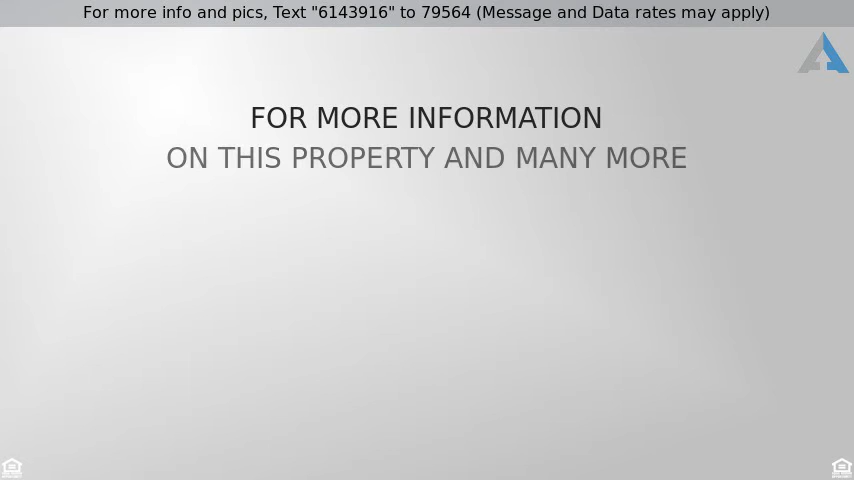 For more info and pics, Text "6143916" to 79564 (Message and Data rates may apply)
FOR MORE INFORMATION
ON THIS PROPERTY AND MANY MORE